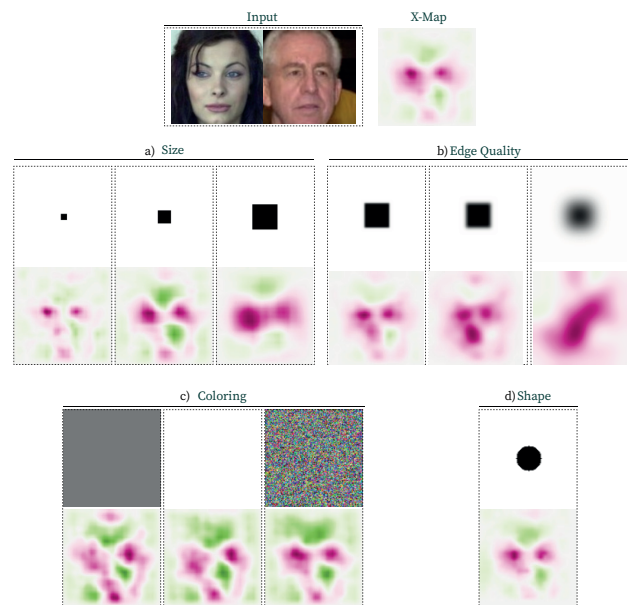 Input
X-Map
a) Size
b) Edge Quality
c) Coloring
d) Shape